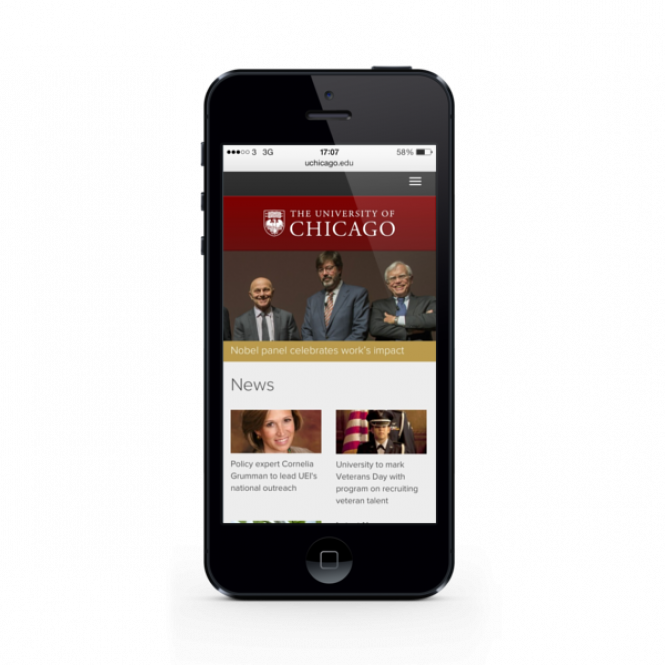 3 3G 17:07 58%
uchicago.edu
THE UNIVERSITY OF
CHICAGO
Nobel panel celebrates work's impact
News
Policy expert Cornelia
Grumman to lead UEI's
national outreach
University to mark
Veterans Day with
program on recruiting
veteran talent